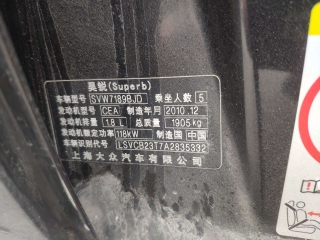 昊锐(Superb)
车辆型号 SVW7189BJD 乘坐人数 5
发动机型号 CEA 制造年月 2010.12
发动机排量 1.8 L 总质量 1905 kg
发动机额定功率 118kW 制造国 中国
车辆识别代号 LSVCB23T7A2835332
上海大众汽车有限公司